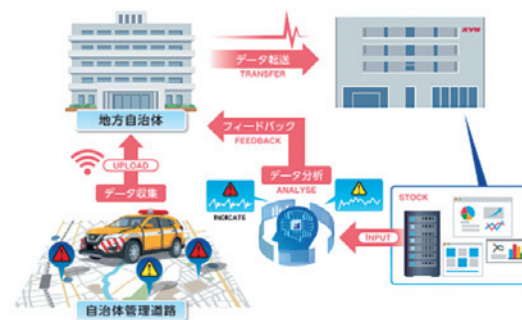 データ転送
TRANSFER
KYB
地方自治体
フィードバック
FEEDBACK
UPLOAD
データ収集
データ分析
ANALYSE
INDICATE
STOCK
INPUT
自治体管理道路